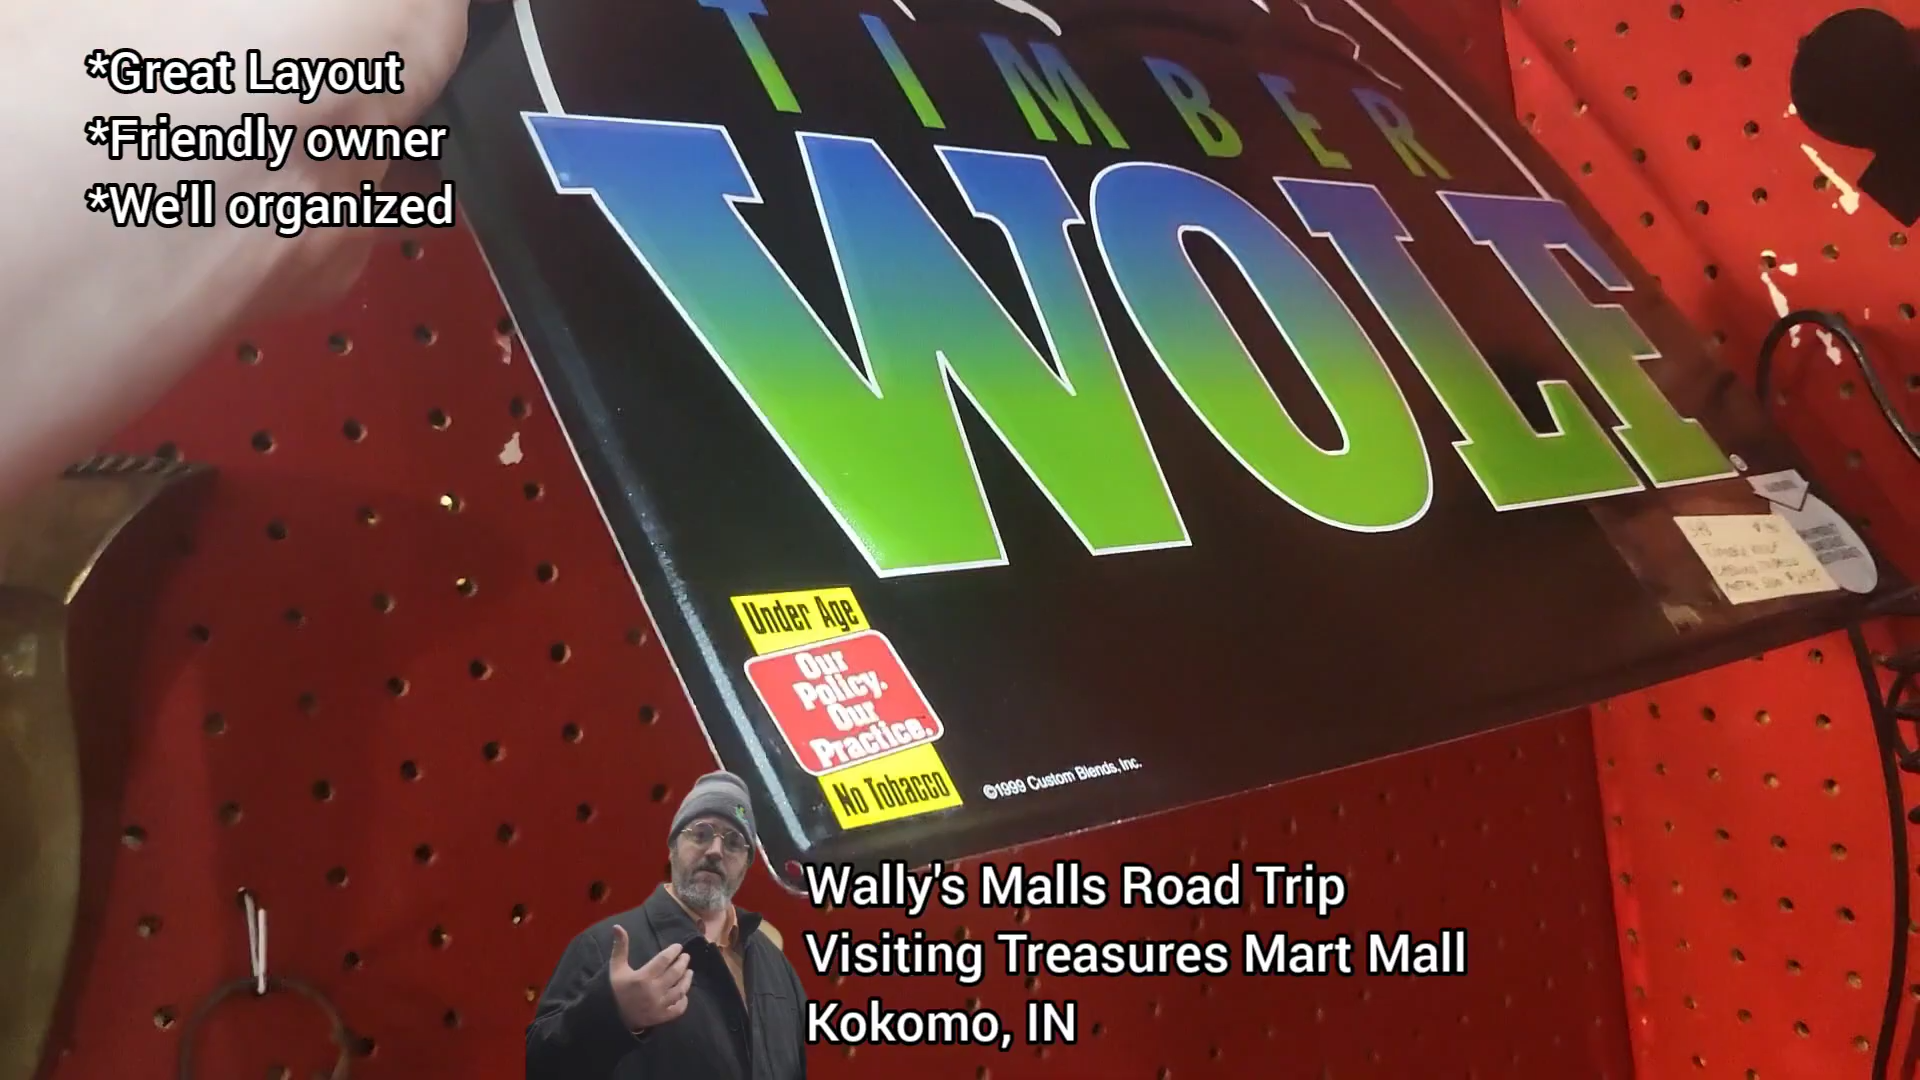 *Great Layout
*Friendly owner
*We'll organized
TIMBER
WOLF
Under Age
Our
Policy.
Our
Practice.
No Tobacco
©1999 Custom Blends, Inc.
Wally's Malls Road Trip
Visiting Treasures Mart Mall
Kokomo, IN